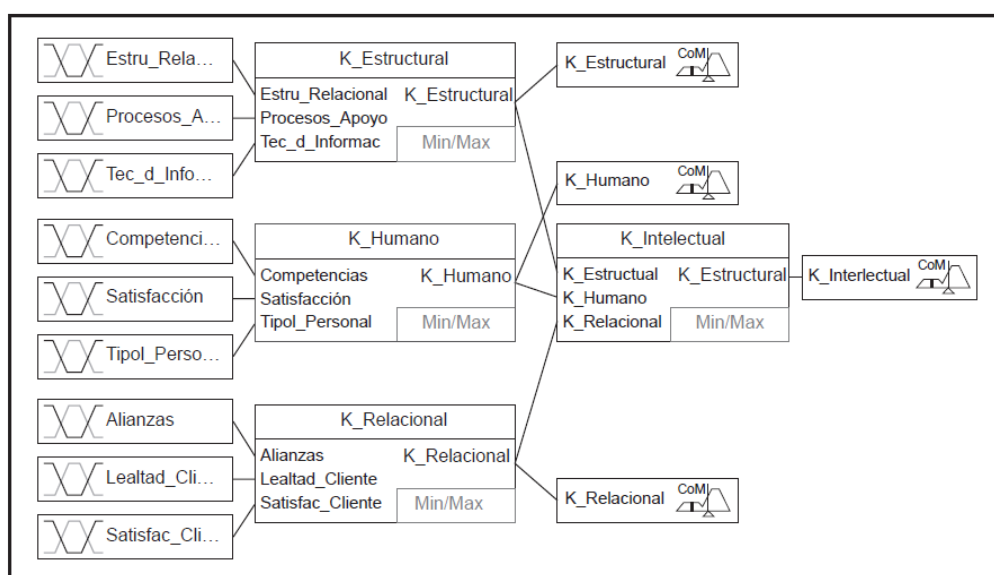 Estru_Rela...
Procesos_A...
Tec_d_Info...
K_Estructural
Estru_Relacional K_Estructural
Procesos_Apoyo
Tec_d_Informac Min/Max
K_Estructural CoM
Competenci...
Satisfacción
Tipol_Perso...
K_Humano
Competencias K_Humano
Satisfacción
Tipol_Personal Min/Max
K_Humano CoM
K_Intelectual
K_Estructual K_Estructural
K_Humano
K_Relacional Min/Max
K_Interlectual CoM
Alianzas
Lealtad_Cli...
Satisfac_Cli...
K_Relacional
Alianzas K_Relacional
Lealtad_Cliente
Satisfac_Cliente Min/Max
K_Relacional CoM